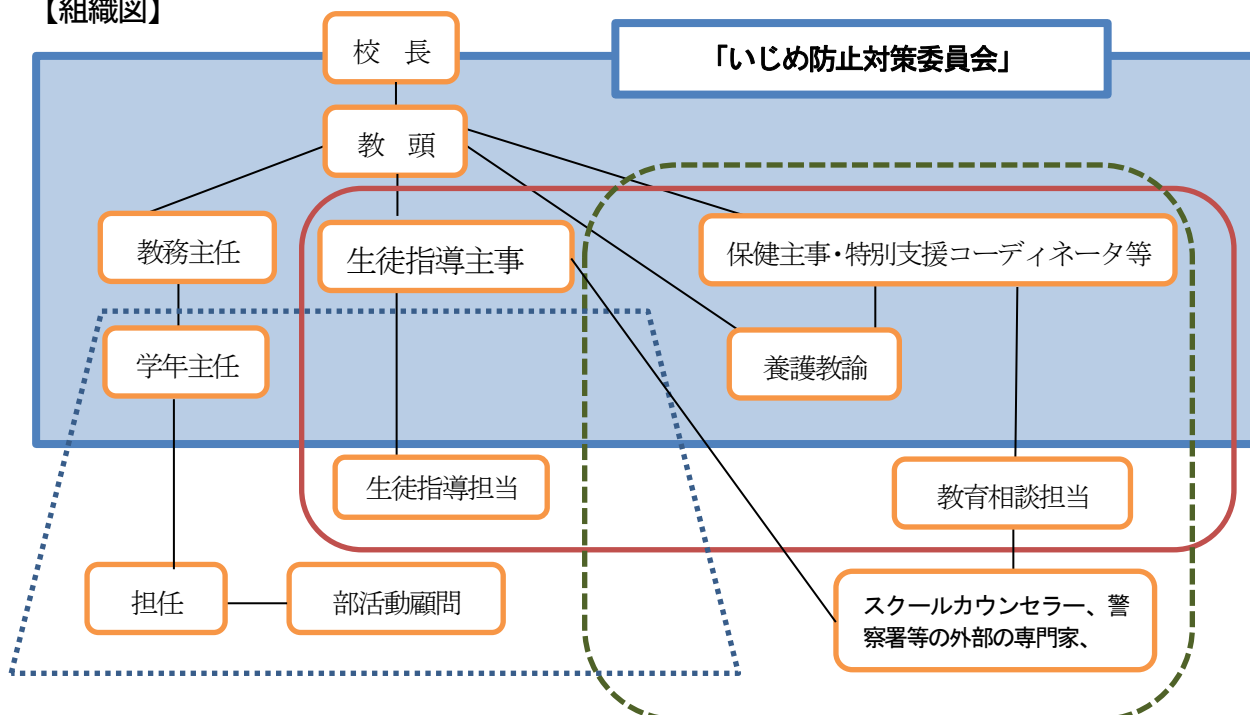 【組織図】
校　長
「いじめ防止対策委員会」
教　頭
教務主任
生徒指導主事
保健主事・特別支援コーディネータ等
学年主任
養護教諭
生徒指導担当
教育相談担当
担任
部活動顧問
スクールカウンセラー、警
察署等の外部の専門家、